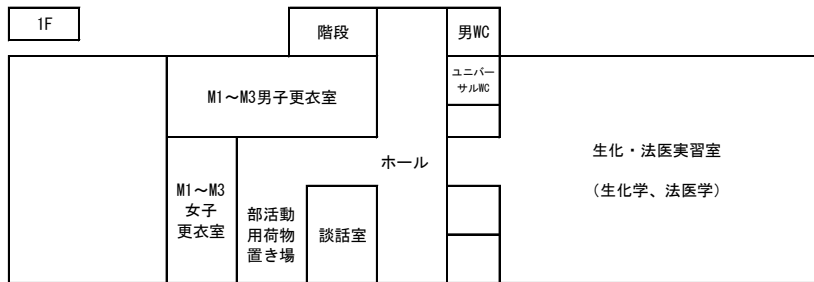 1F
階段
男WC
ユニバー
サルWC
M1～M3男子更衣室
ホール
生化・法医実習室
（生化学、法医学）
M1～M3
女子
更衣室
部活動
用荷物
置き場
談話室